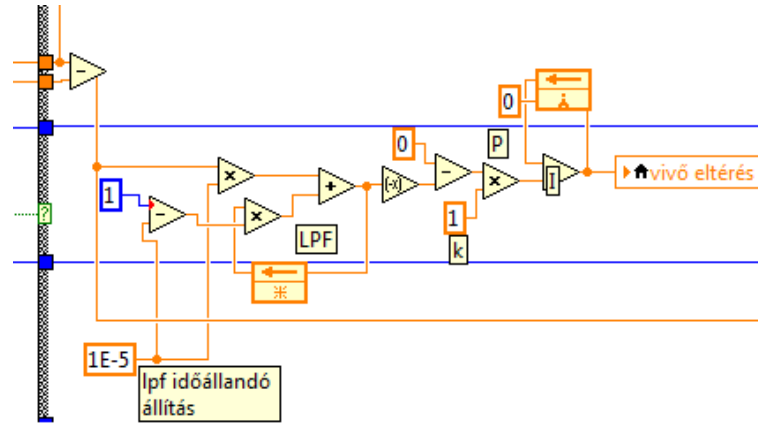 0
0
P
I
vivő eltérés
1
LPF
1
k
?
1E-5
lpf időállandó
állítás
(-x)